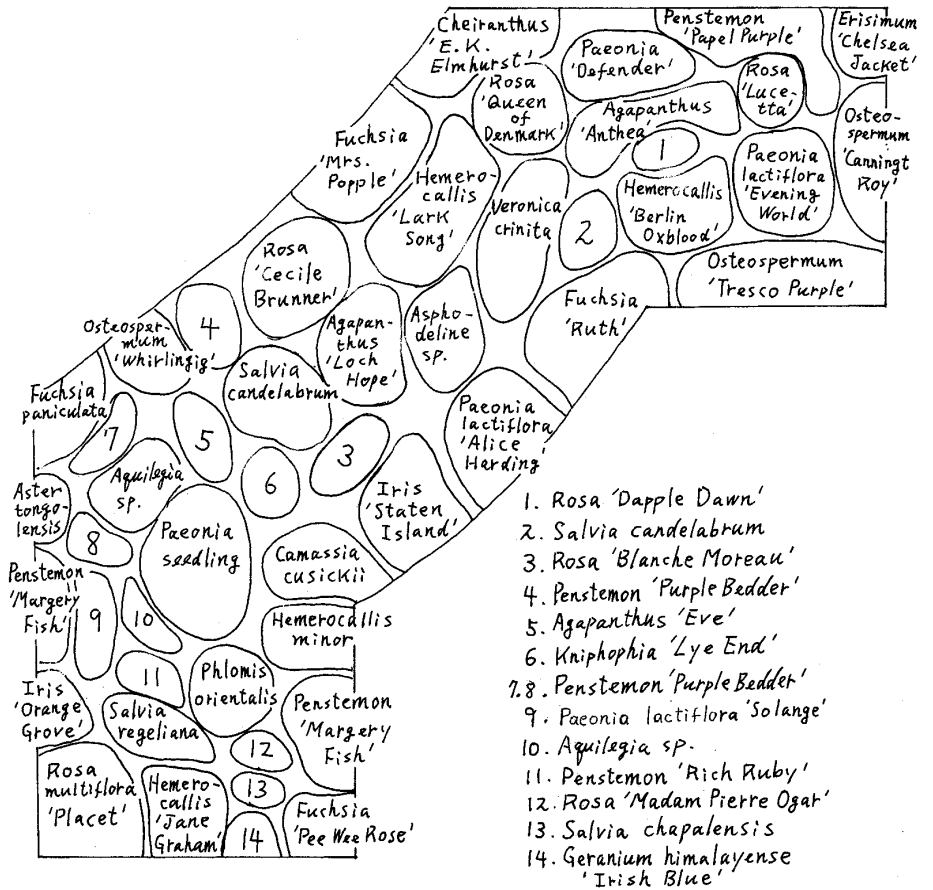 Cheiranthus
'E.K.
Elmhurst'
Penstemon
'Papel Purple'
Erisimum
'Chelsea
Jacket'
Paeonia
'Defender'
Rosa
'Luce-
tta'
Rosa
'Queen
of
Denmark'
Agapanthus
'Anthea'
1
Osteo-
spermum
'Canningt
Roy'
Fuchsia
'Mrs.
Popple'
Hemero-
callis
'Lark
Song'
Veronica
crinita
2
Hemerocallis
'Berlin
Oxblood'
Paeonia
lactiflora
'Evening
World'
Osteospermum
'Tresco Purple'
Rosa
'Cecile
Brunner'
Fuchsia
'Ruth'
Osteosper-
mum
'Whirlingig'
4
Agapan-
thus
'Loch
Hope'
Aspho-
deline
sp.
Salvia
candelabrum
Fuchsia
paniculata
7
5
6
3
Paeonia
lactiflora
'Alice
Harding'
Aquilegia
sp.
Iris
'Staten
Island'
Aster
tongo-
lensis
8
Paeonia
seedling
Camassia
cusickii
Penstemon
'Margery
Fish'
9
10
Hemerocallis
minor
11
Phlomis
orientalis
Iris
'Orange
Grove'
Salvia
regeliana
Penstemon
'Margery
Fish'
12
Rosa
multiflora
'Placet'
Hemero-
callis
'Jane
Graham'
13
14
Fuchsia
'Pee Wee Rose'
1. Rosa 'Dapple Dawn'
2. Salvia candelabrum
3. Rosa 'Blanche Moreau'
4. Penstemon 'Purple Bedder'
5. Agapanthus 'Eve'
6. Kniphophia 'Lye End'
7.8. Penstemon 'Purple Bedder'
9. Paeonia lactiflora 'Solange'
10. Aquilegia sp.
11. Penstemon 'Rich Ruby'
12. Rosa 'Madam Pierre Ogar'
13. Salvia chapalensis
14. Geranium himalayense
'Irish Blue'